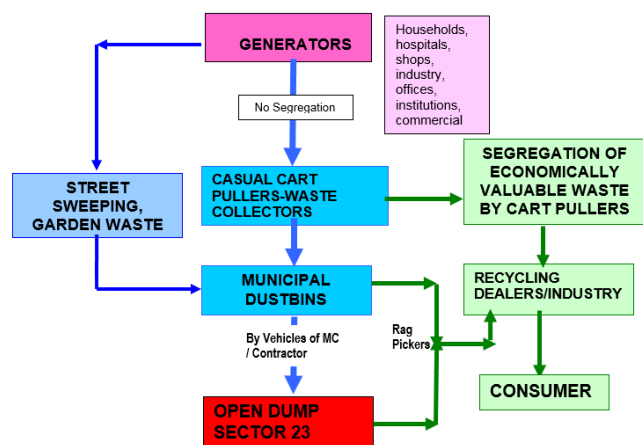 GENERATORS
Households,
hospitals,
shops,
industry,
offices,
institutions,
commercial
No Segregation
STREET
SWEEPING,
GARDEN WASTE
CASUAL CART
PULLERS-WASTE
COLLECTORS
SEGREGATION OF
ECONOMICALLY
VALUABLE WASTE
BY CART PULLERS
MUNICIPAL
DUSTBINS
RECYCLING
DEALERS/INDUSTRY
By Vehicles of MC
/ Contractor
Rag
Pickers
CONSUMER
OPEN DUMP
SECTOR 23